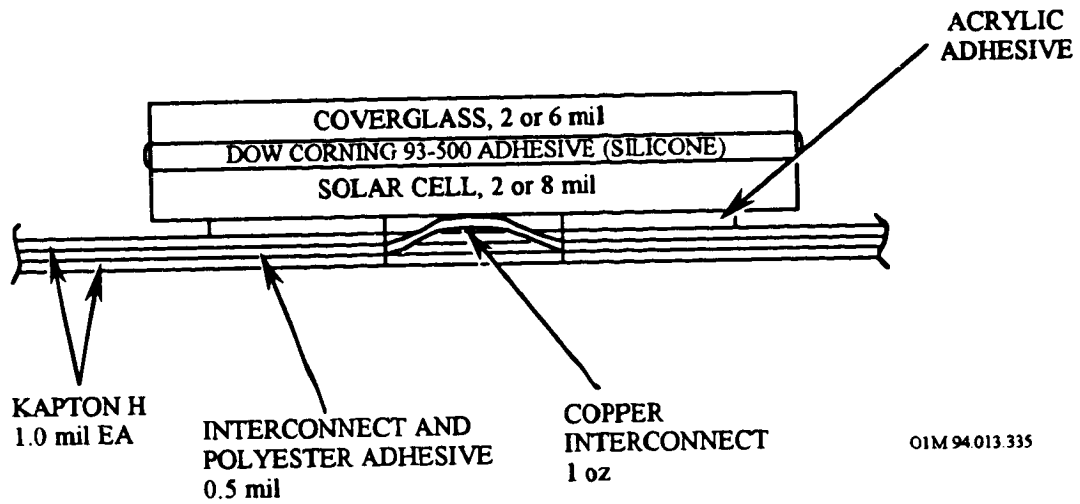 ACRYLIC
ADHESIVE
COVERGLASS, 2 or 6 mil
DOW CORNING 93-500 ADHESIVE (SILICONE)
SOLAR CELL, 2 or 8 mil
KAPTON H
1.0 mil EA
INTERCONNECT AND
POLYESTER ADHESIVE
0.5 mil
COPPER
INTERCONNECT
1 oz
O1M 94.013.335